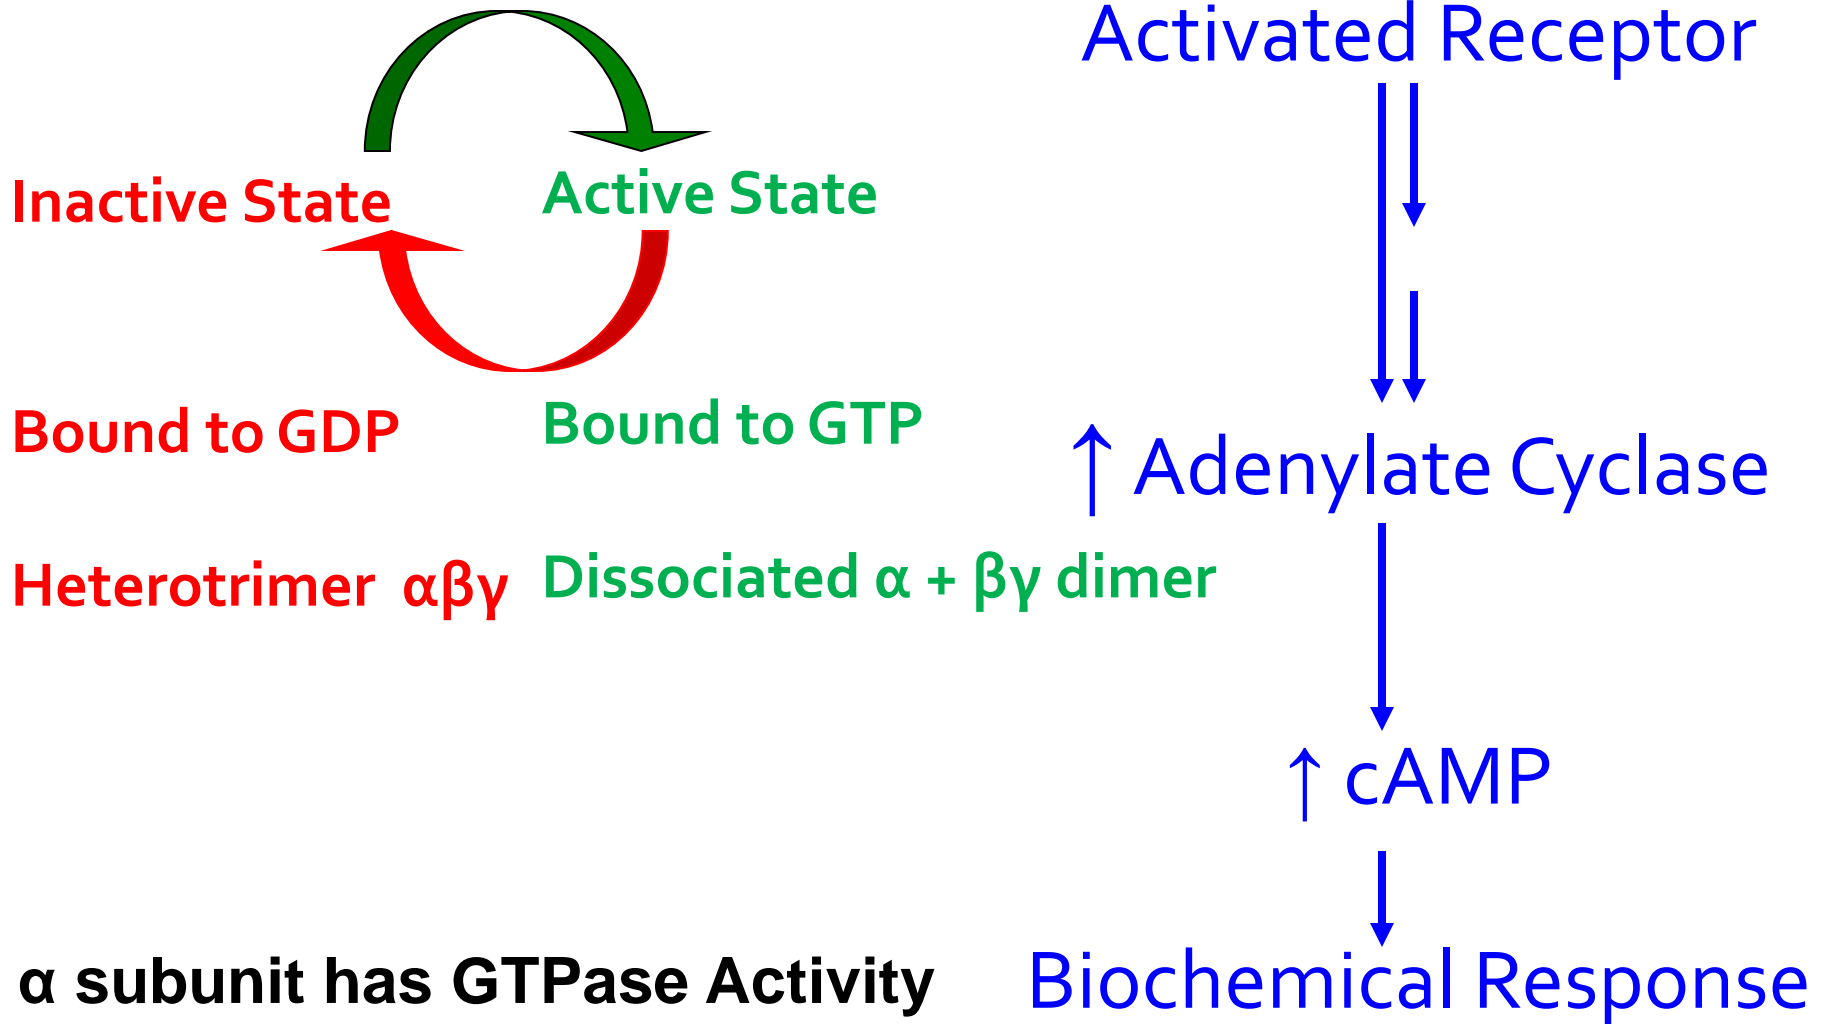 Activated Receptor
Inactive State
Active State
Bound to GDP
Bound to GTP
↑ Adenylate Cyclase
Heterotrimer αβγ
Dissociated α + βγ dimer
↑ cAMP
α subunit has GTPase Activity
Biochemical Response